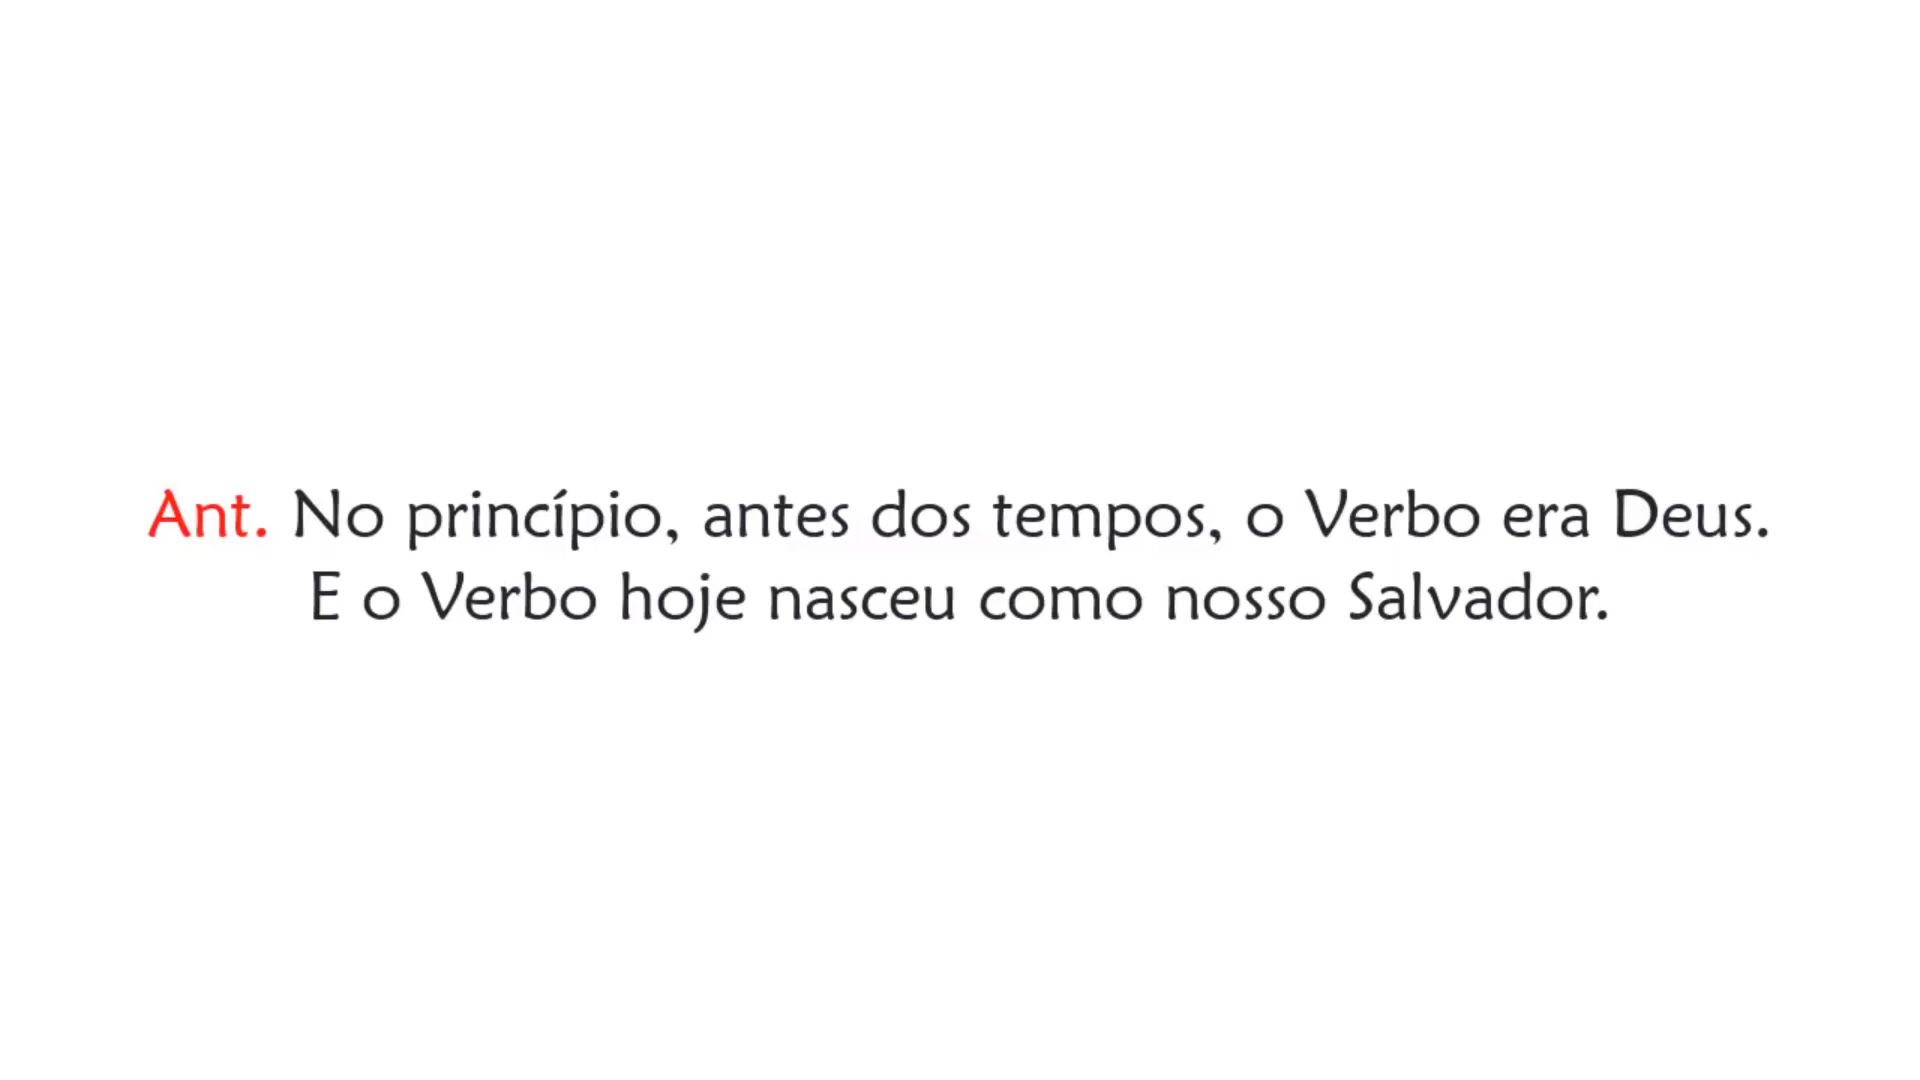 Ant. No princípio, antes dos tempos, o Verbo era Deus.
E o Verbo hoje nasceu como nosso Salvador.